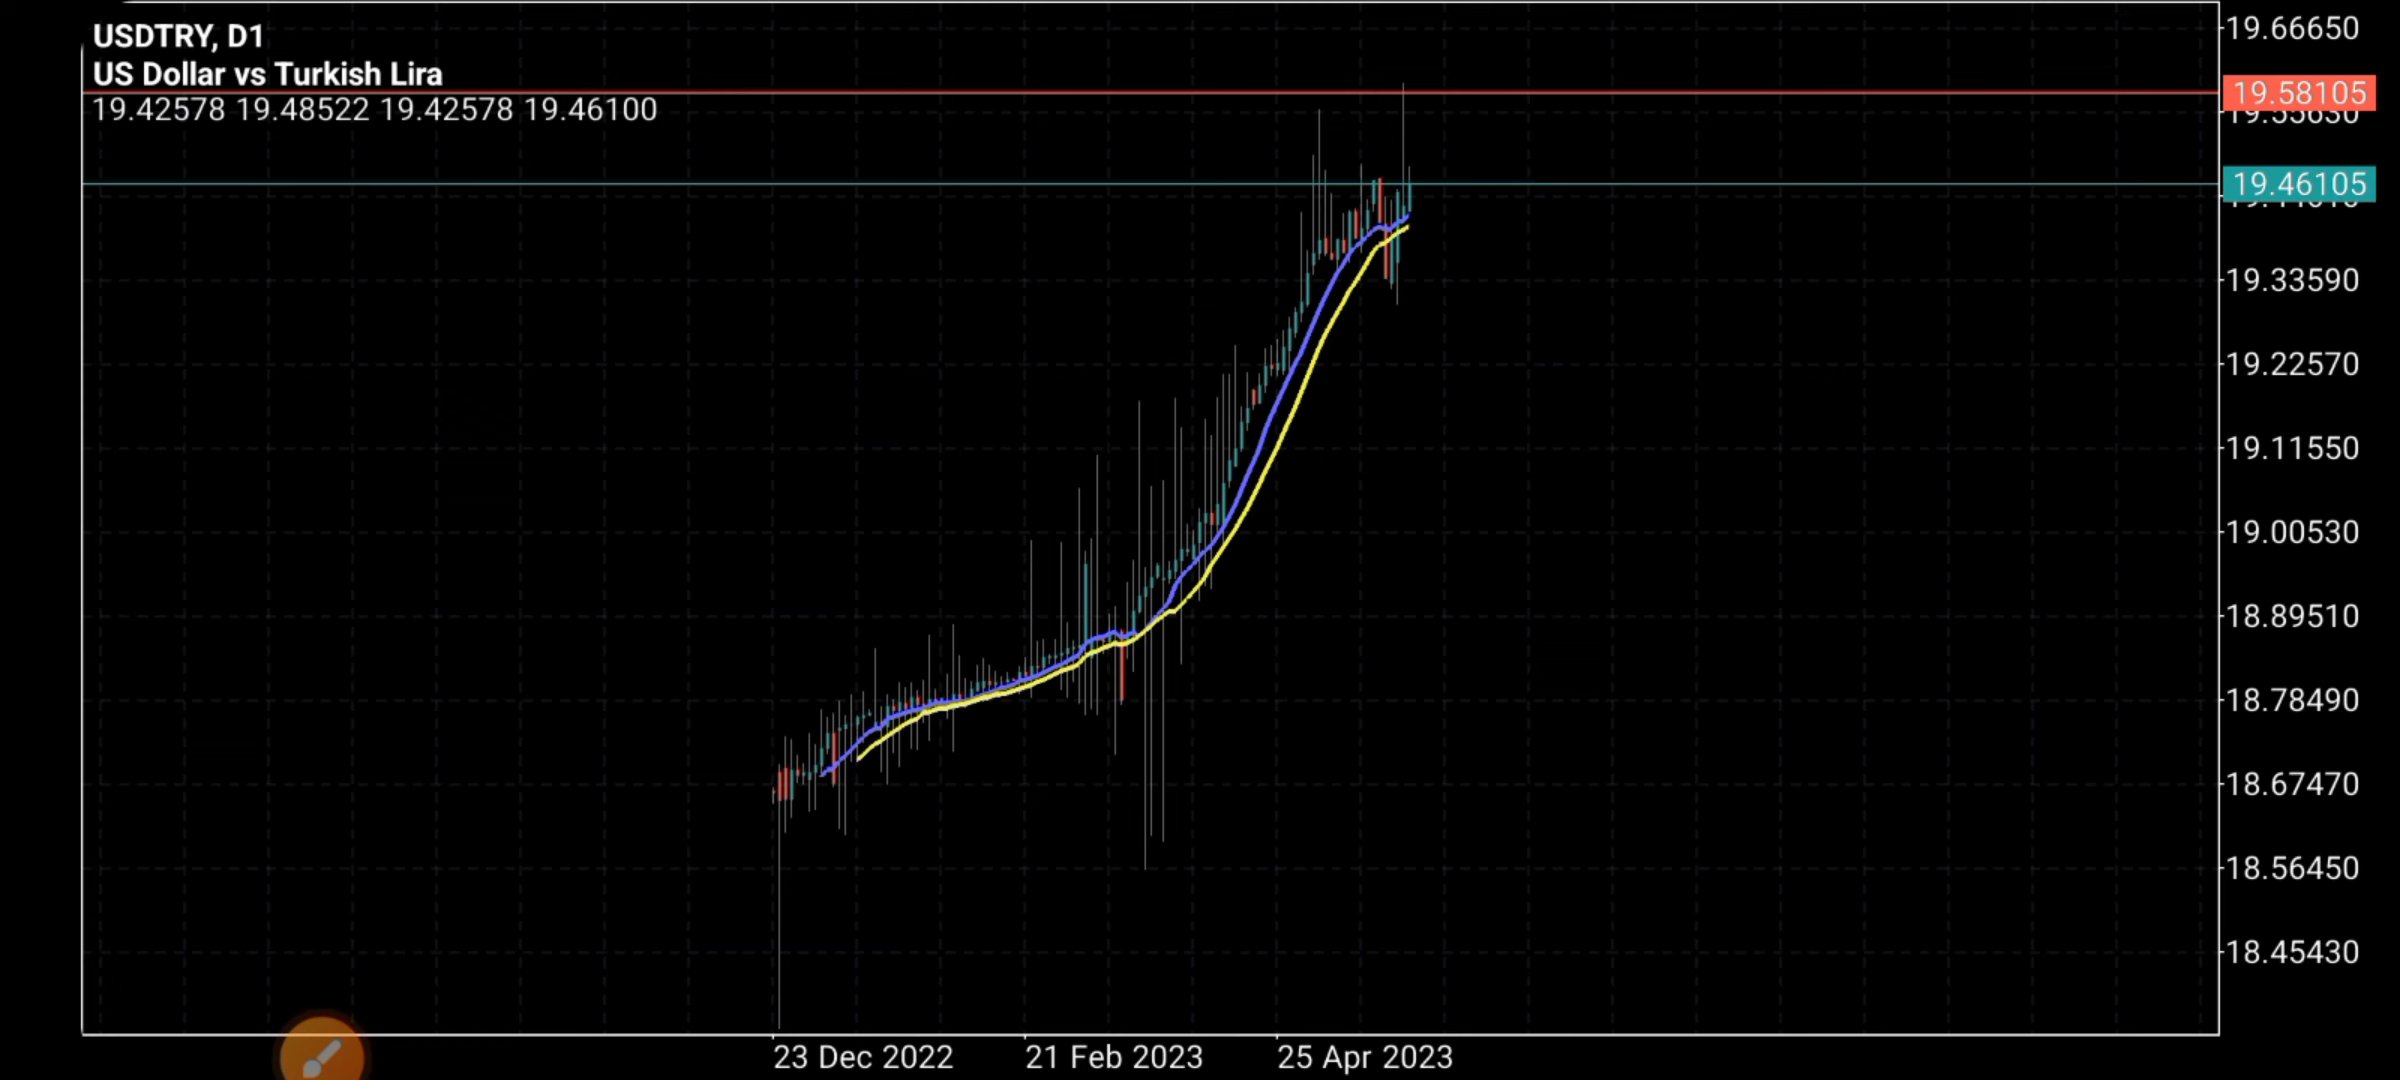 USDTRY, D1
US Dollar vs Turkish Lira
19.42578 19.48522 19.42578 19.46100
19.66650
19.58105
19.46105
19.33590
19.22570
19.11550
19.00530
18.89510
18.78490
18.67470
18.56450
18.45430
23 Dec 2022
21 Feb 2023
25 Apr 2023